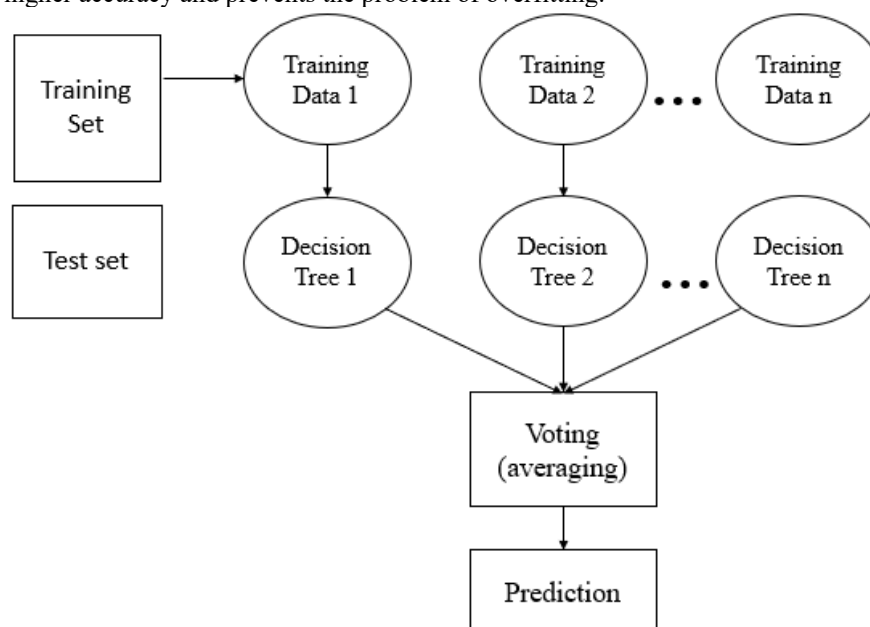 higher accuracy and prevents the problem of overfitting.
Training
Set
Training
Data 1
Training
Data 2
...
Training
Data n
Test set
Decision
Tree 1
Decision
Tree 2
...
Decision
Tree n
Voting
(averaging)
Prediction